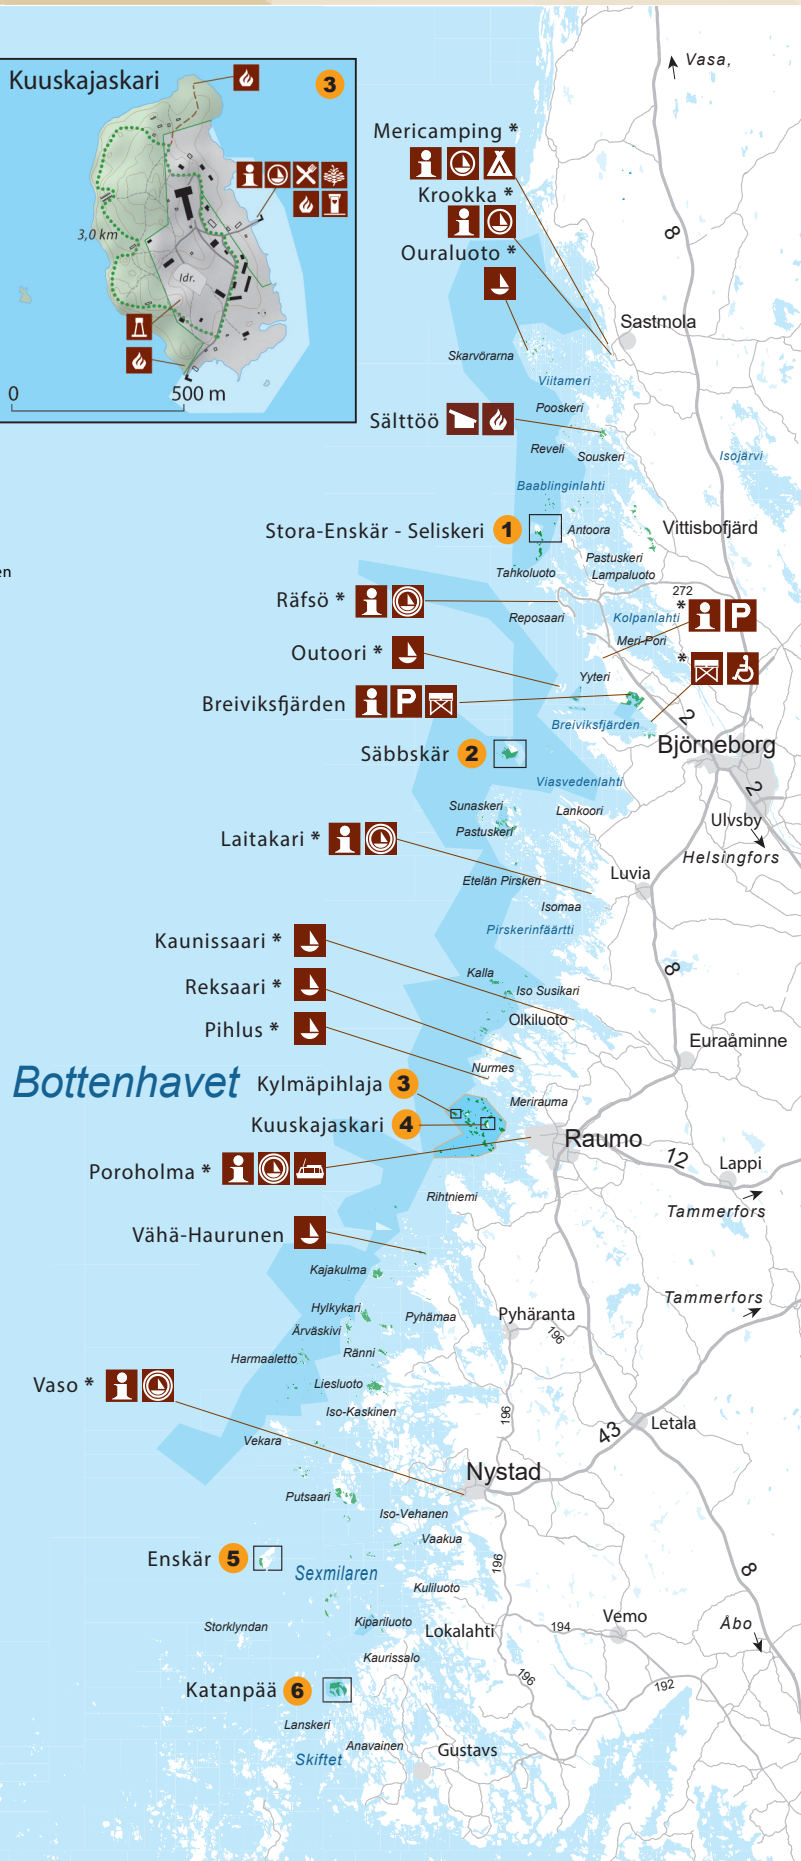 Kuuskajaskari
3
3,0 km
Idr.
0
500 m
en
Vasa,
Mericamping *
Krookka *
8
Ouraluoto *
Sastmola
Skarvörarna
Viitameri
Pooskeri
Sälttöö
Reveli
Souskeri
Isojärvi
Baablinginlahti
Stora-Enskär - Seliskeri 1
Antoora
Vittisbofjärd
Pastuskeri
Tahkoluoto
Lampaluoto
272
Räfsö *
* P
Reposaari
Kolpanlahti
Meri-Pori
Outoori *
*
Yyteri
Breiviksfjärden P
2
Breiviksfjärden
Björneborg
Säbbskär 2
Viasvedenlahti
2
Sunaskeri
Lankoori
Ulvsby
Pastuskeri
Laitakari *
Helsingfors
Etelän Pirskeri
Luvia
Isomaa
Pirskerinfäärtti
Kaunissaari *
Kalla
8
Reksaari *
Iso Susikari
Olkiluoto
Pihlus *
Euraåminne
Nurmes
Bottenhavet
Kylmäpihlaja 3
Merirauma
Kuuskajaskari 4
Raumo
12
Lappi
Poroholma *
Rihtniemi
Tammerfors
Vähä-Haurunen
Kajakulma
Tammerfors
Hylkykari
Pyhämaa
Pyhäranta
Ärväskivi
196
Harmaaletto
Ränni
Vaso *
Liesluoto
Iso-Kaskinen
196
Letala
43
Vekara
Nystad
Putsaari
Iso-Vehanen
Vaakua
Enskär 5
196
Sexmilaren
8
Kuliluoto
Storklyndan
Kipariluoto
Lokalahti
194
Vemo
Åbo
Kaurissalo
196
192
Katanpää 6
Lanskeri
Anavainen
Gustavs
Skiftet